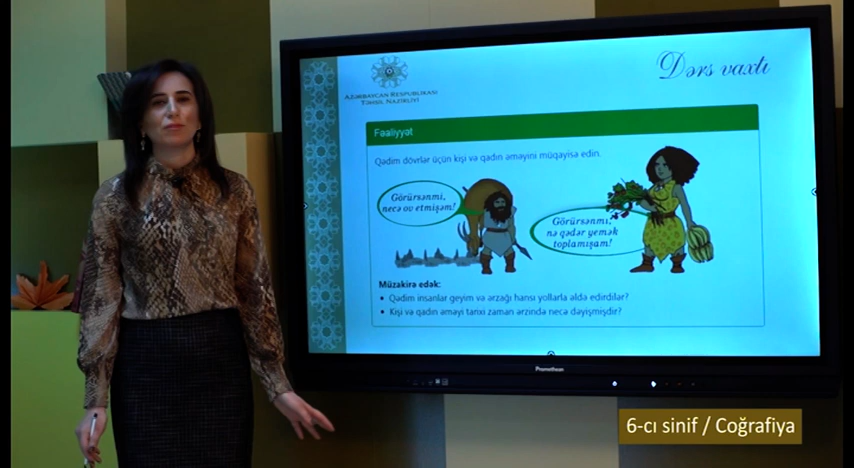 Dərs vaxtı
AZƏRBAYCAN RESPUBLİKASI
TƏHSİL NAZİRLİYİ
Fəaliyyət
Qədim dövrlər üçün kişi və qadın əməyini müqayisə edin.
Görürsənmi,
necə ov etmişəm!
Görürsənmi,
nə qədər yemək
toplamışam!
Müzakirə edək:
• Qədim insanlar geyim və ərzağı hansı yollarla əldə edirdilər?
• Kişi və qadın əməyi tarixi zaman ərzində necə dəyişmişdir?
Promethean
6-cı sinif / Coğrafiya